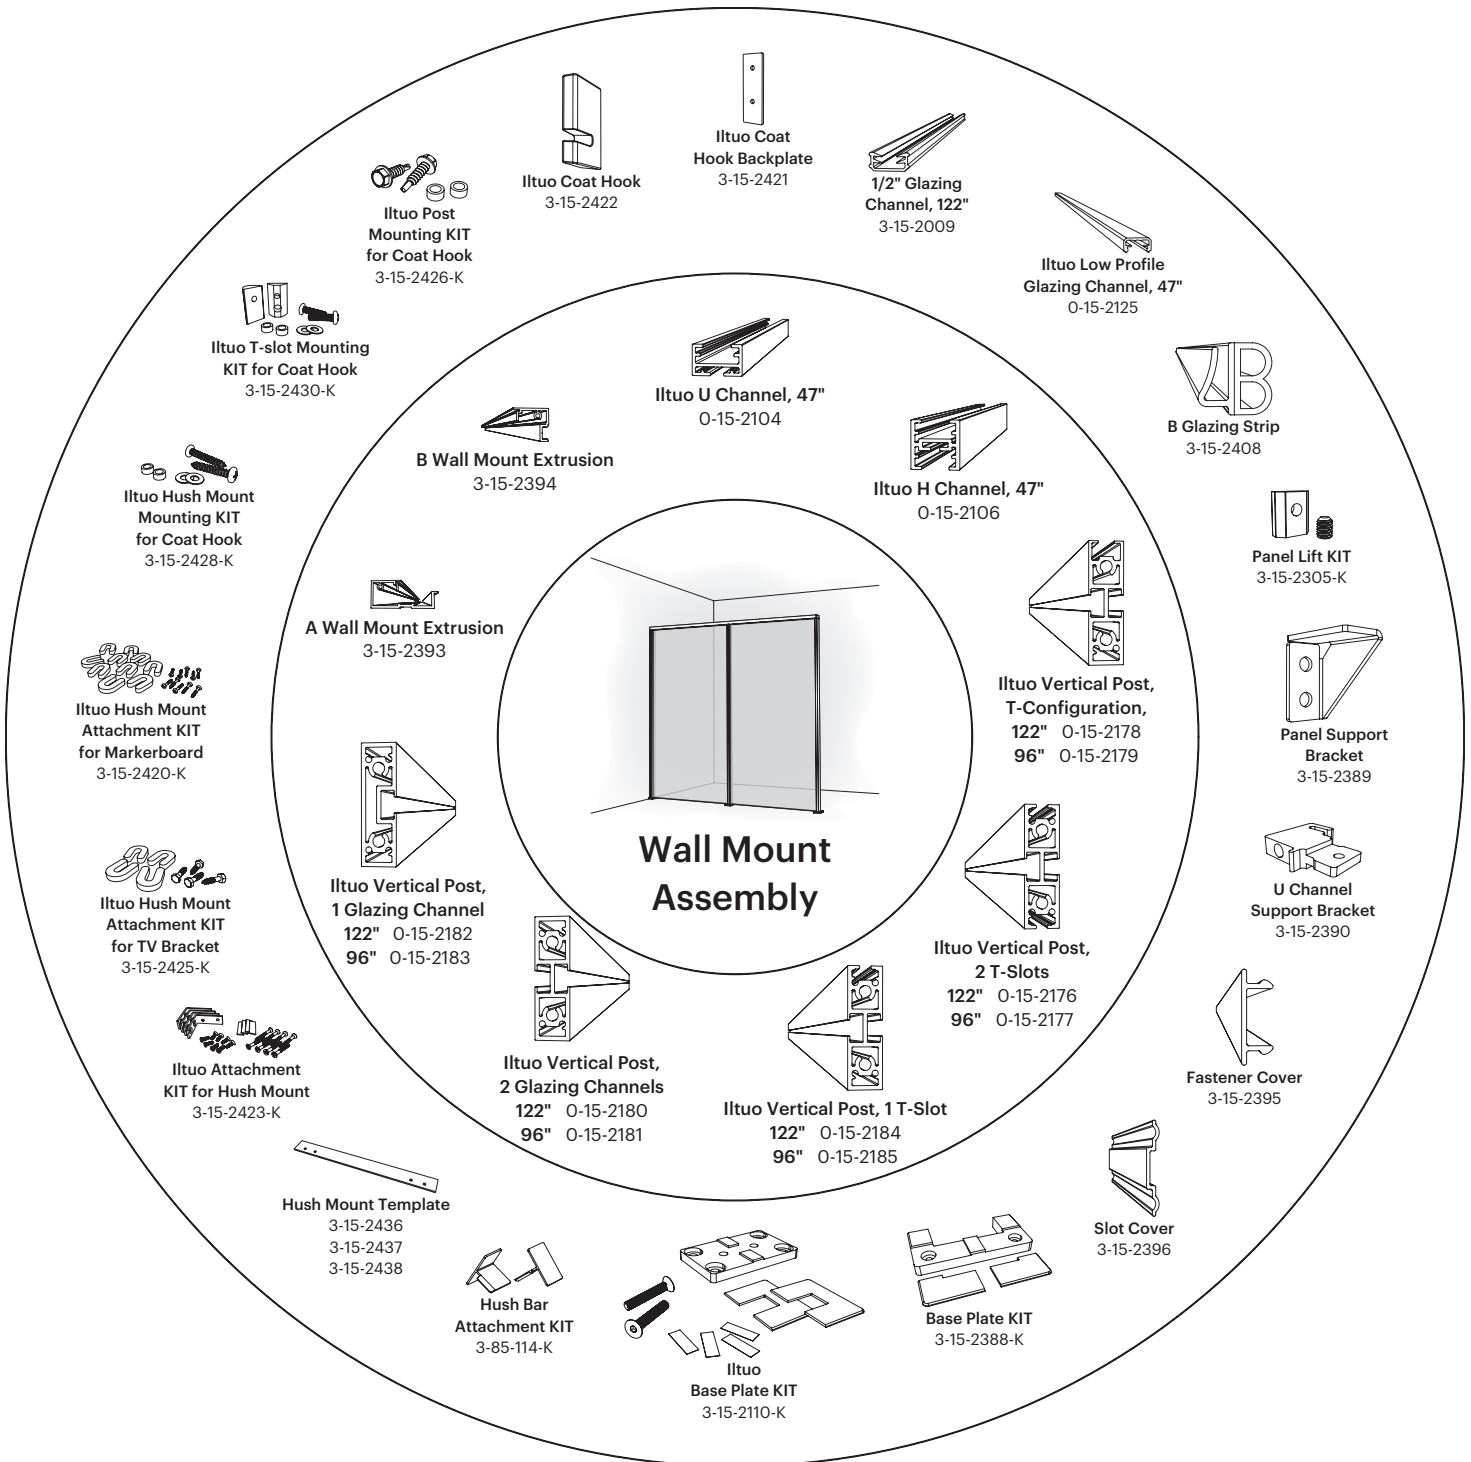 Iltuo Coat
Hook Backplate
3-15-2421
1/2" Glazing
Channel, 122"
3-15-2009
Iltuo Low Profile
Glazing Channel, 47"
0-15-2125
B Glazing Strip
3-15-2408
Panel Lift KIT
3-15-2305-K
Panel Support
Bracket
3-15-2389
U Channel
Support Bracket
3-15-2390
Fastener Cover
3-15-2395
Slot Cover
3-15-2396
Base Plate KIT
3-15-2388-K
Iltuo
Base Plate KIT
3-15-2110-K
Hush Bar
Attachment KIT
3-85-114-K
Hush Mount Template
3-15-2436
3-15-2437
3-15-2438
Iltuo Attachment
KIT for Hush Mount
3-15-2423-K
Iltuo Hush Mount
Attachment KIT
for TV Bracket
3-15-2425-K
Iltuo Hush Mount
Attachment KIT
for Markerboard
3-15-2420-K
Iltuo Hush Mount
Mounting KIT
for Coat Hook
3-15-2428-K
Iltuo T-slot Mounting
KIT for Coat Hook
3-15-2430-K
Iltuo Post
Mounting KIT
for Coat Hook
3-15-2426-K
Iltuo Coat Hook
3-15-2422
Iltuo U Channel, 47"
0-15-2104
Iltuo H Channel, 47"
0-15-2106
Iltuo Vertical Post,
T-Configuration,
122" 0-15-2178
96" 0-15-2179
Iltuo Vertical Post,
2 T-Slots
122" 0-15-2176
96" 0-15-2177
Iltuo Vertical Post, 1 T-Slot
122" 0-15-2184
96" 0-15-2185
Iltuo Vertical Post,
2 Glazing Channels
122" 0-15-2180
96" 0-15-2181
Iltuo Vertical Post,
1 Glazing Channel
122" 0-15-2182
96" 0-15-2183
A Wall Mount Extrusion
3-15-2393
B Wall Mount Extrusion
3-15-2394
Wall Mount
Assembly